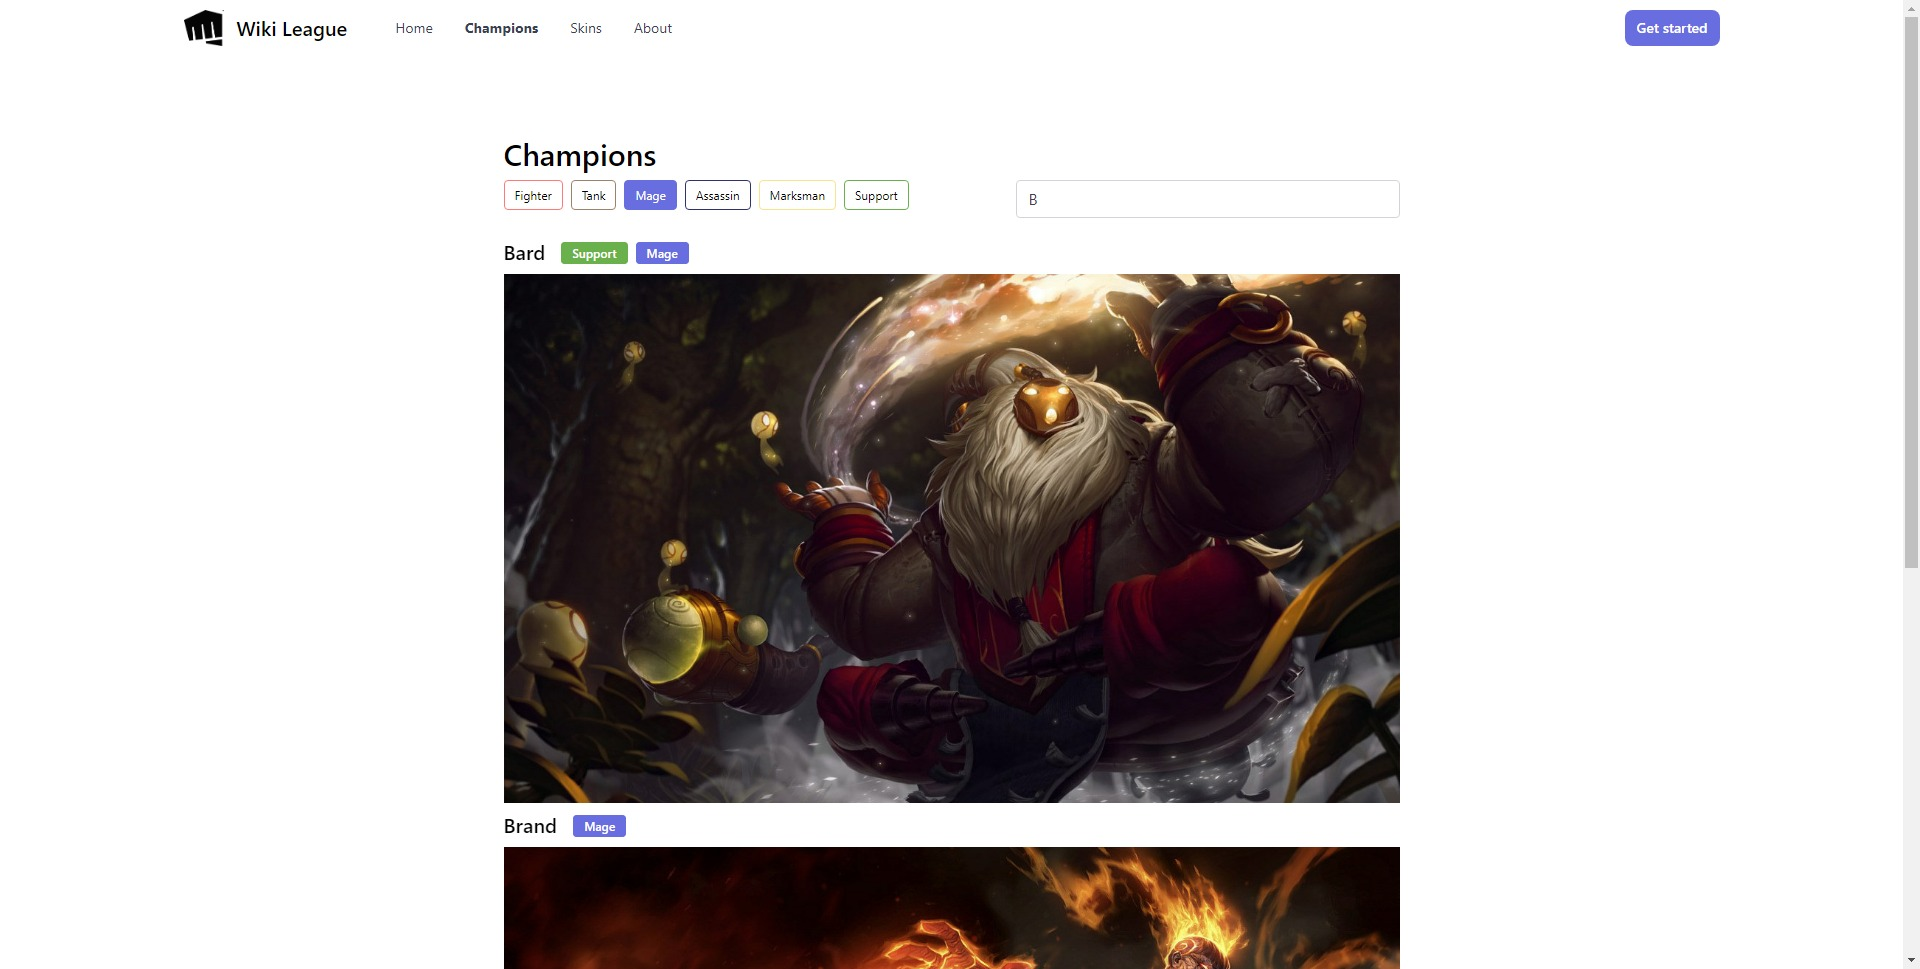 Wiki League Home Champions Skins About Get started
Champions
Fighter Tank Mage Assassin Marksman Support B
Bard Support Mage
Brand Mage